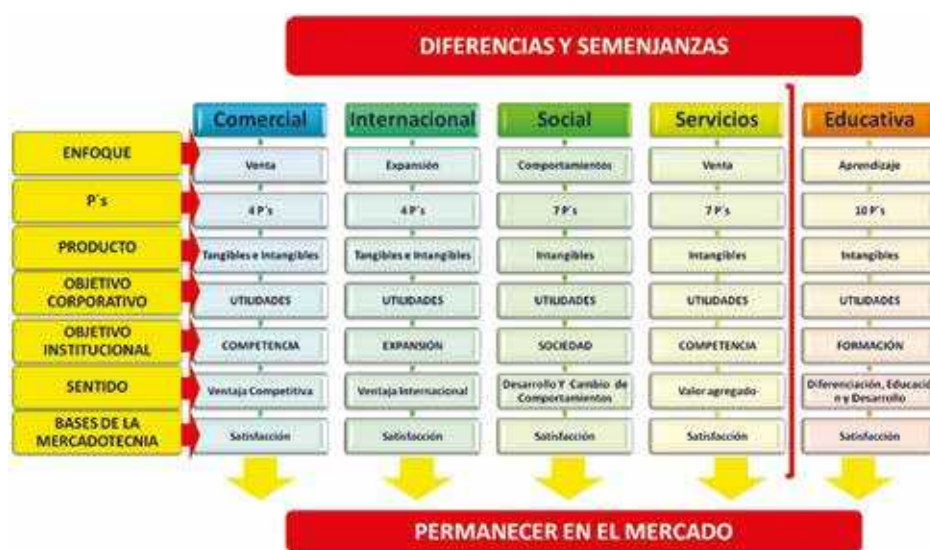 DIFERENCIAS Y SEMENJANZAS
Comercial Internacional Social Servicios Educativa
ENFOQUE Venta Expansión Comportamientos Venta Aprendizaje
P´s 4 P´s 4 P´s 7 P´s 7 P´s 10 P´s
PRODUCTO Tangibles e Intangibles Tangibles e Intangibles Intangibles Intangibles Intangibles
OBJETIVO
CORPORATIVO UTILIDADES UTILIDADES UTILIDADES UTILIDADES UTILIDADES
OBJETIVO
INSTITUCIONAL COMPETENCIA EXPANSIÓN SOCIEDAD COMPETENCIA FORMACIÓN
SENTIDO Ventaja Competitiva Ventaja Internacional Desarrollo Y Cambio de
Comportamientos Valor agregado Diferenciación, Educació
n y Desarrollo
BASES DE LA
MERCADOTECNIA Satisfacción Satisfacción Satisfacción Satisfacción Satisfacción
PERMANECER EN EL MERCADO